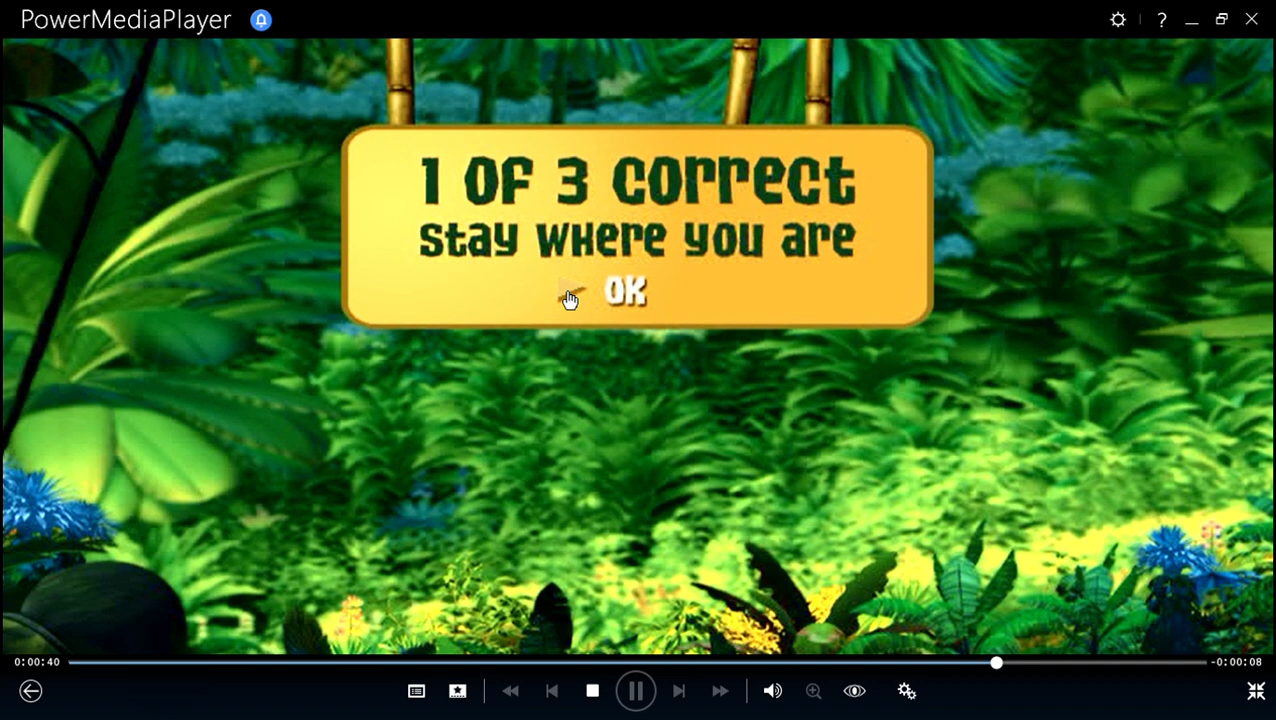 PowerMediaPlayer
?
1 OF 3 correct
stay where you are
OK
0:00:40
-0:00:08